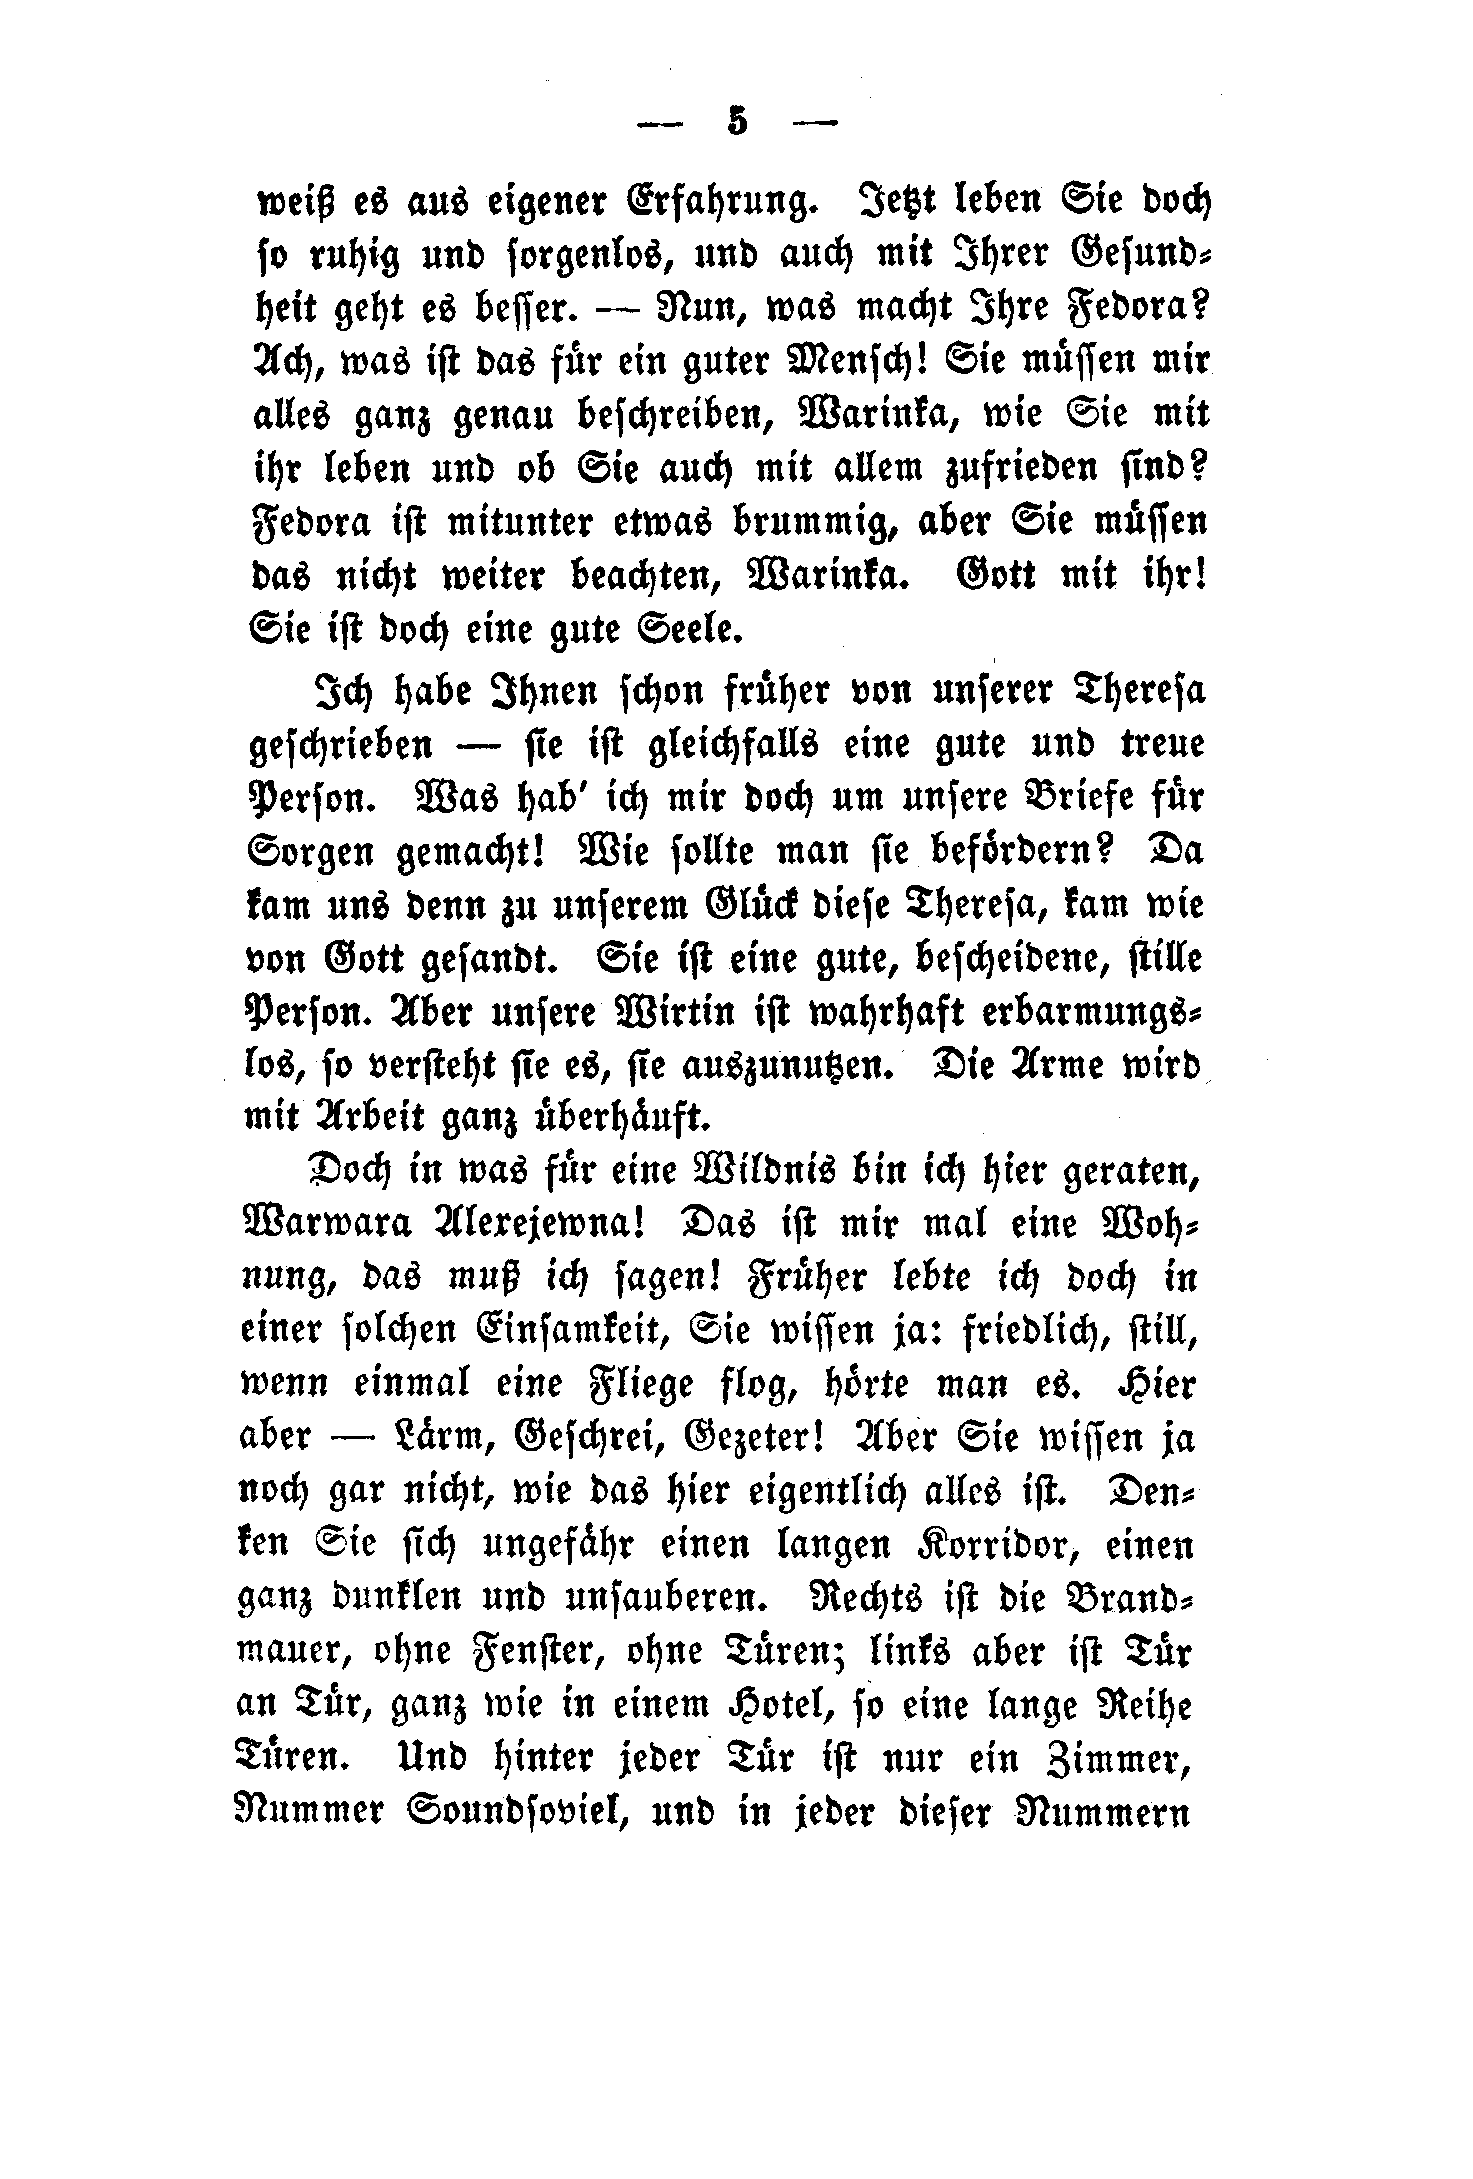 — 5 —
weiß es aus eigener Erfahrung. Jetzt leben Sie doch
so ruhig und sorgenlos, und auch mit Ihrer Gesund-
heit geht es besser. — Nun, was macht Ihre Fedora?
Ach, was ist das für ein guter Mensch! Sie müssen mir
alles ganz genau beschreiben, Warinka, wie Sie mit
ihr leben und ob Sie auch mit allem zufrieden sind?
Fedora ist mitunter etwas brummig, aber Sie müssen
das nicht weiter beachten, Warinka. Gott mit ihr!
Sie ist doch eine gute Seele.
Ich habe Ihnen schon früher von unserer Theresa
geschrieben — sie ist gleichfalls eine gute und treue
Person. Was hab' ich mir doch um unsere Briefe für
Sorgen gemacht! Wie sollte man sie befördern? Da
kam uns denn zu unserem Glück diese Theresa, kam wie
von Gott gesandt. Sie ist eine gute, bescheidene, stille
Person. Aber unsere Wirtin ist wahrhaft erbarmungs-
los, so versteht sie es, sie auszunutzen. Die Arme wird
mit Arbeit ganz überhäuft.
Doch in was für eine Wildnis bin ich hier geraten,
Warwara Alexejewna! Das ist mir mal eine Woh-
nung, das muß ich sagen! Früher lebte ich doch in
einer solchen Einsamkeit, Sie wissen ja: friedlich, still,
wenn einmal eine Fliege flog, hörte man es. Hier
aber — Lärm, Geschrei, Gezeter! Aber Sie wissen ja
noch gar nicht, wie das hier eigentlich alles ist. Den-
ken Sie sich ungefähr einen langen Korridor, einen
ganz dunklen und unsauberen. Rechts ist die Brand-
mauer, ohne Fenster, ohne Türen; links aber ist Tür
an Tür, ganz wie in einem Hotel, so eine lange Reihe
Türen. Und hinter jeder Tür ist nur ein Zimmer,
Nummer Soundsoviel, und in jeder dieser Nummern